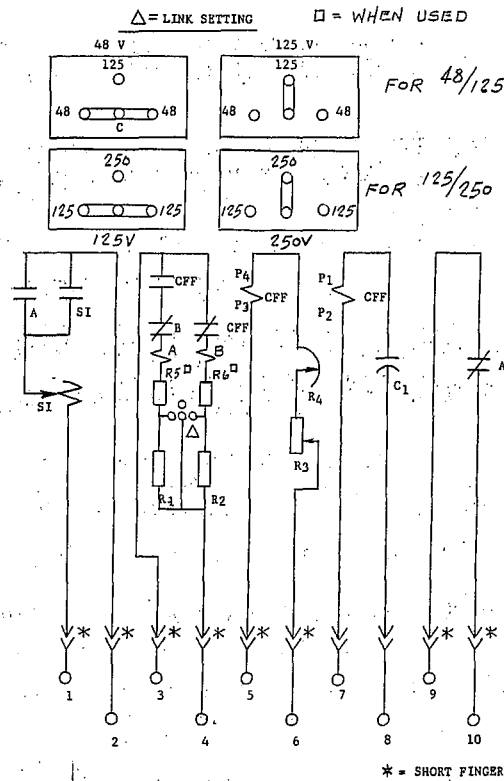 △ = LINK SETTING □ = WHEN USED
48 V 125 V
125 125
48 48 48 48
C
FOR 48/125
250 250
125 125 125 125
FOR 125/250
125V 250V
A SI
SI
CFF
B CFF
A B
R5□ R6□
△
R1 R2
P4
P3 CFF
R4
R3
P1 CFF
P2
C1
A
* * * * * * * *
1 3 5 7 9
2 4 6 8 10
* = SHORT FINGER